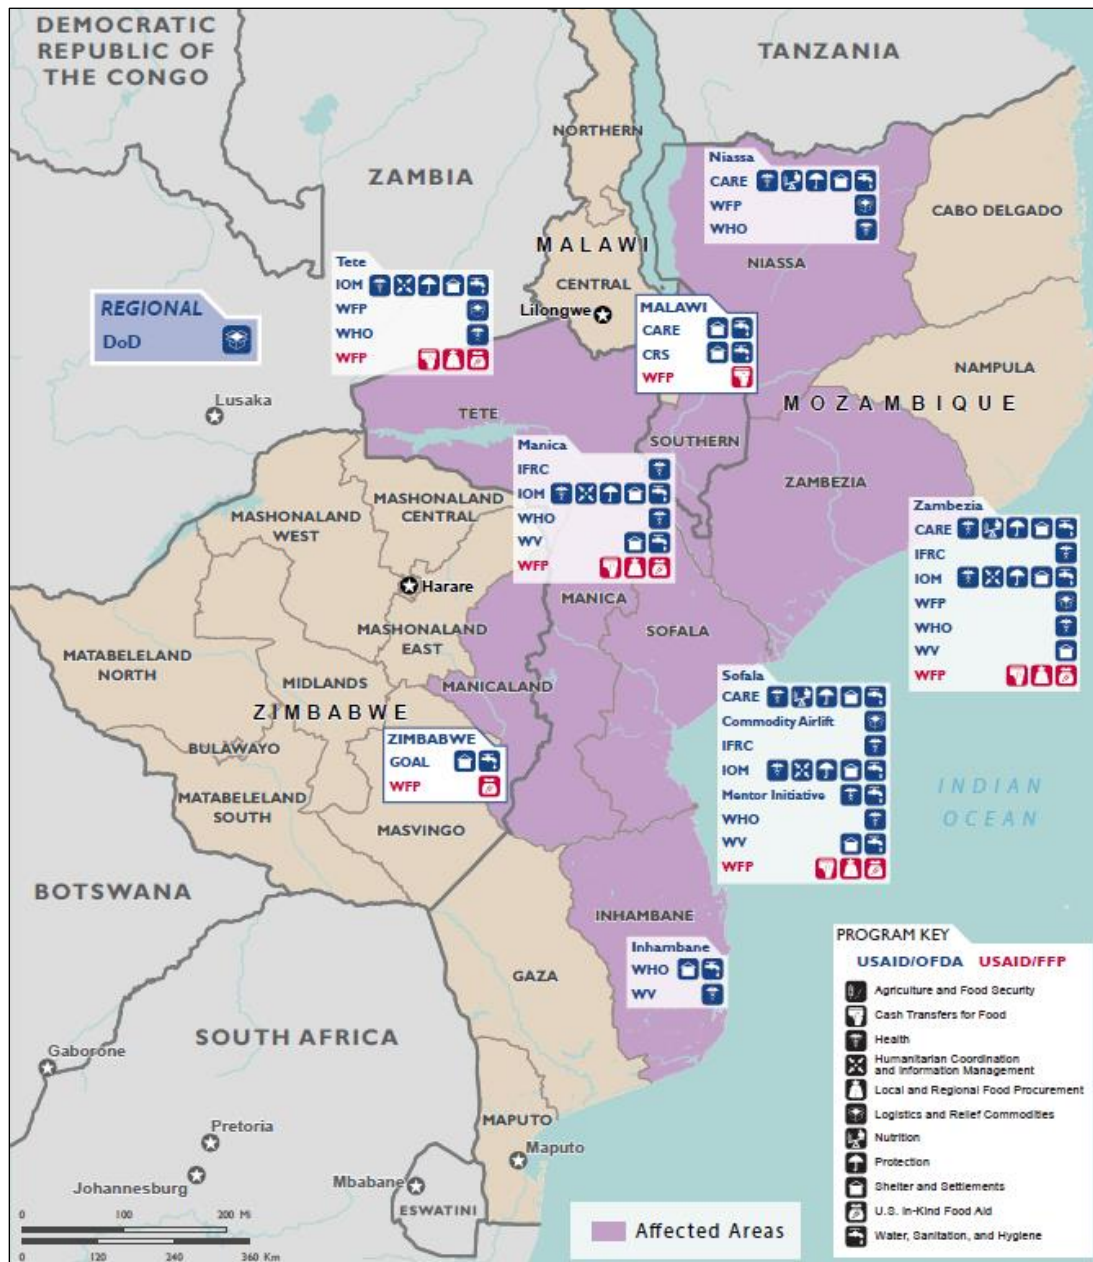 DEMOCRATIC
REPUBLIC OF
THE CONGO
TANZANIA
ZAMBIA
NORTHERN
MALAWI
CENTRAL
Lilongwe
Niassa
CARE
WFP
WHO
NIASSA
CABO DELGADO
Tete
IOM
WFP
WHO
WFP
REGIONAL
DoD
MALAWI
CARE
CRS
WFP
NAMPULA
MOZAMBIQUE
Lusaka
TETE
SOUTHERN
ZAMBEZIA
Manica
IFRC
IOM
WHO
WV
WFP
MASHONALAND
CENTRAL
MASHONALAND
WEST
Harare
MASHONALAND
EAST
MANICA
SOFALA
Zambezia
CARE
IFRC
IOM
WFP
WHO
WV
WFP
MATABELELAND
NORTH
MIDLANDS
MANICALAND
ZIMBABWE
BULAWAYO
ZIMBABWE
GOAL
WFP
MATABELELAND
SOUTH
MASVINGO
Sofala
CARE
Commodity Airlift
IFRC
IOM
Mentor Initiative
WHO
WV
WFP
INDIAN
OCEAN
BOTSWANA
INHAMBANE
Inhambane
WHO
WV
GAZA
SOUTH AFRICA
Gaborone
Pretoria
Johannesburg
Mbabane
ESWATINI
MAPUTO
Maputo
PROGRAM KEY
USAID/OFDA USAID/FFP
Agriculture and Food Security
Cash Transfers for Food
Health
Humanitarian Coordination
and Information Management
Local and Regional Food Procurement
Logistics and Relief Commodities
Nutrition
Protection
Shelter and Settlements
U.S. In-Kind Food Aid
Water, Sanitation, and Hygiene
Affected Areas
0 100 200 Mi
0 120 240 360 Km